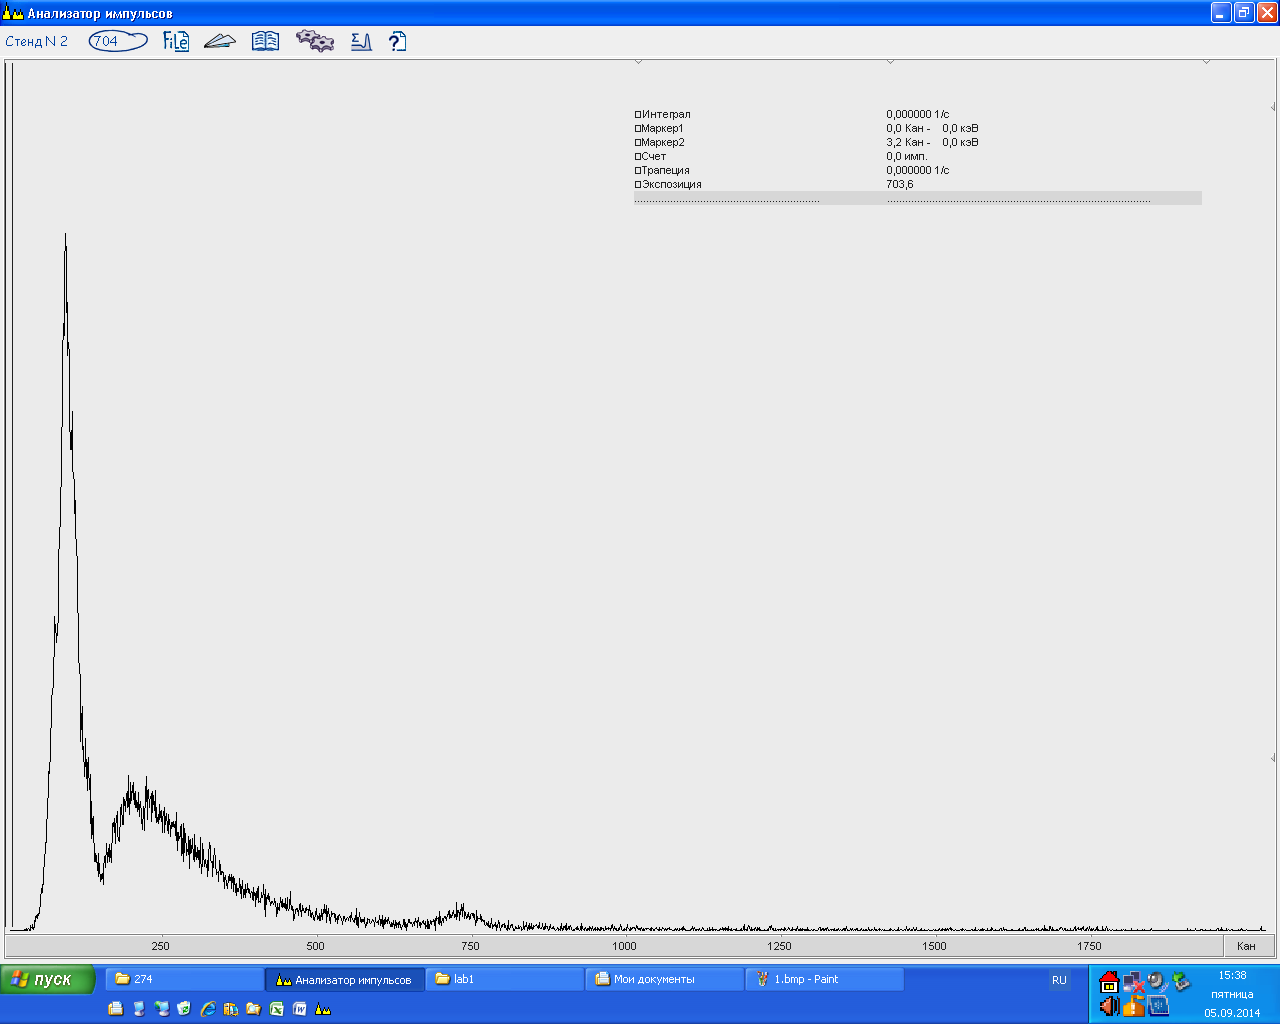 Анализатор импульсов
Стенд N 2 704 File
Интеграл 0,000000 1/с
Маркер1 0,0 Кан - 0,0 кэВ
Маркер2 3,2 Кан - 0,0 кэВ
Счет 0,0 имп.
Трапеция 0,000000 1/с
Экспозиция 703,6
250 500 750 1000 1250 1500 1750 Кан
пуск 274 Анализатор импульсов lab1 Мои документы 1.bmp - Paint RU 15:38
пятница
05.09.2014